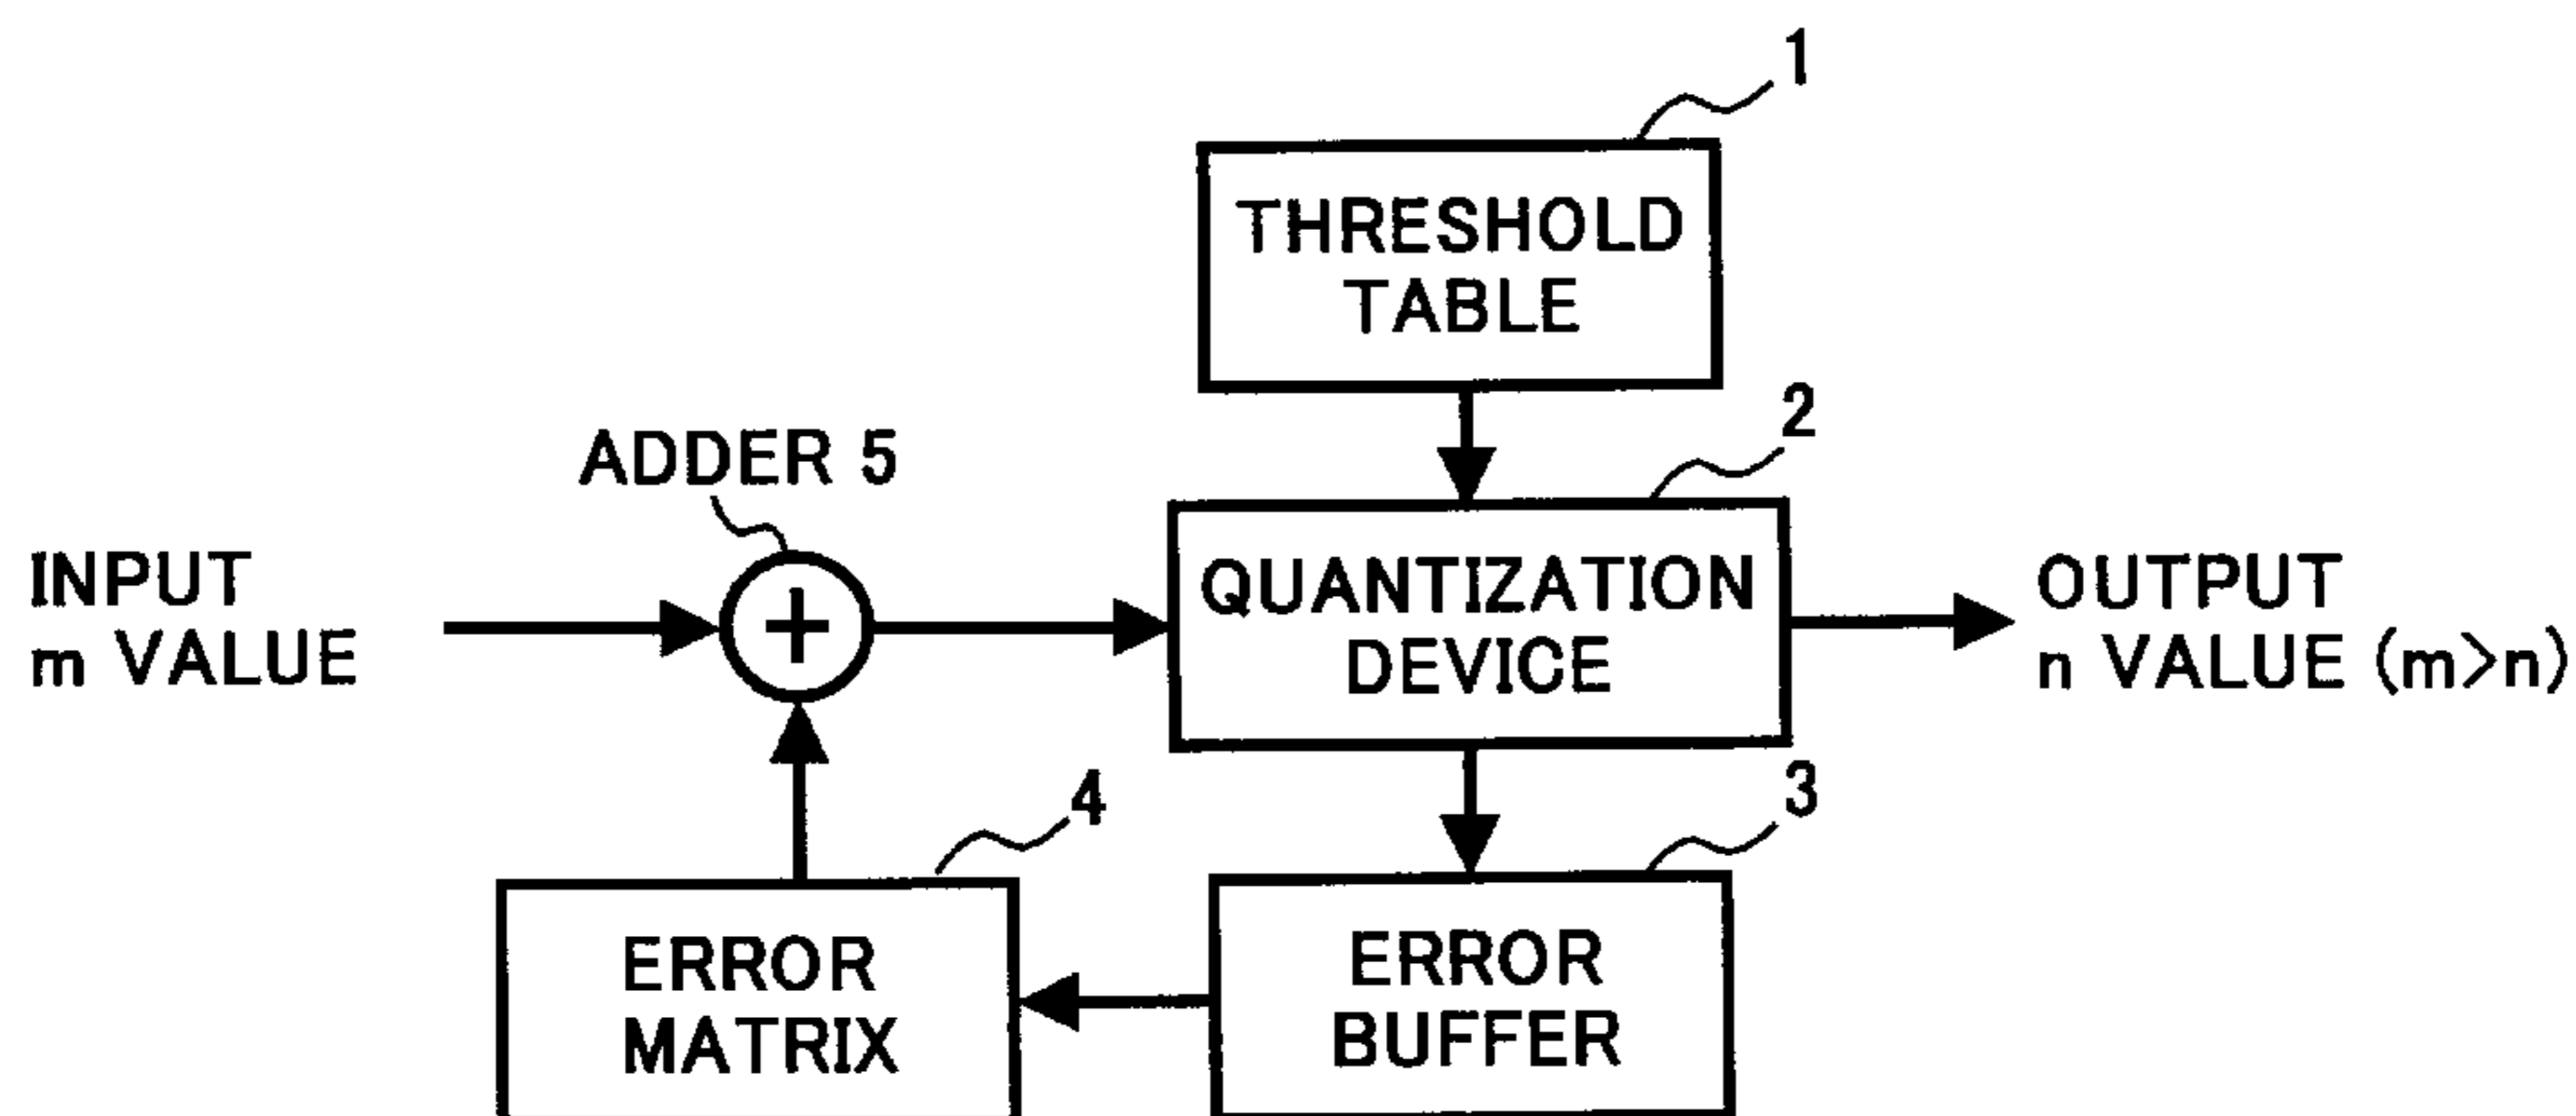 1
THRESHOLD
TABLE
2
ADDER 5
INPUT
m VALUE
+
QUANTIZATION
DEVICE
OUTPUT
n VALUE (m>n)
4
3
ERROR
MATRIX
ERROR
BUFFER